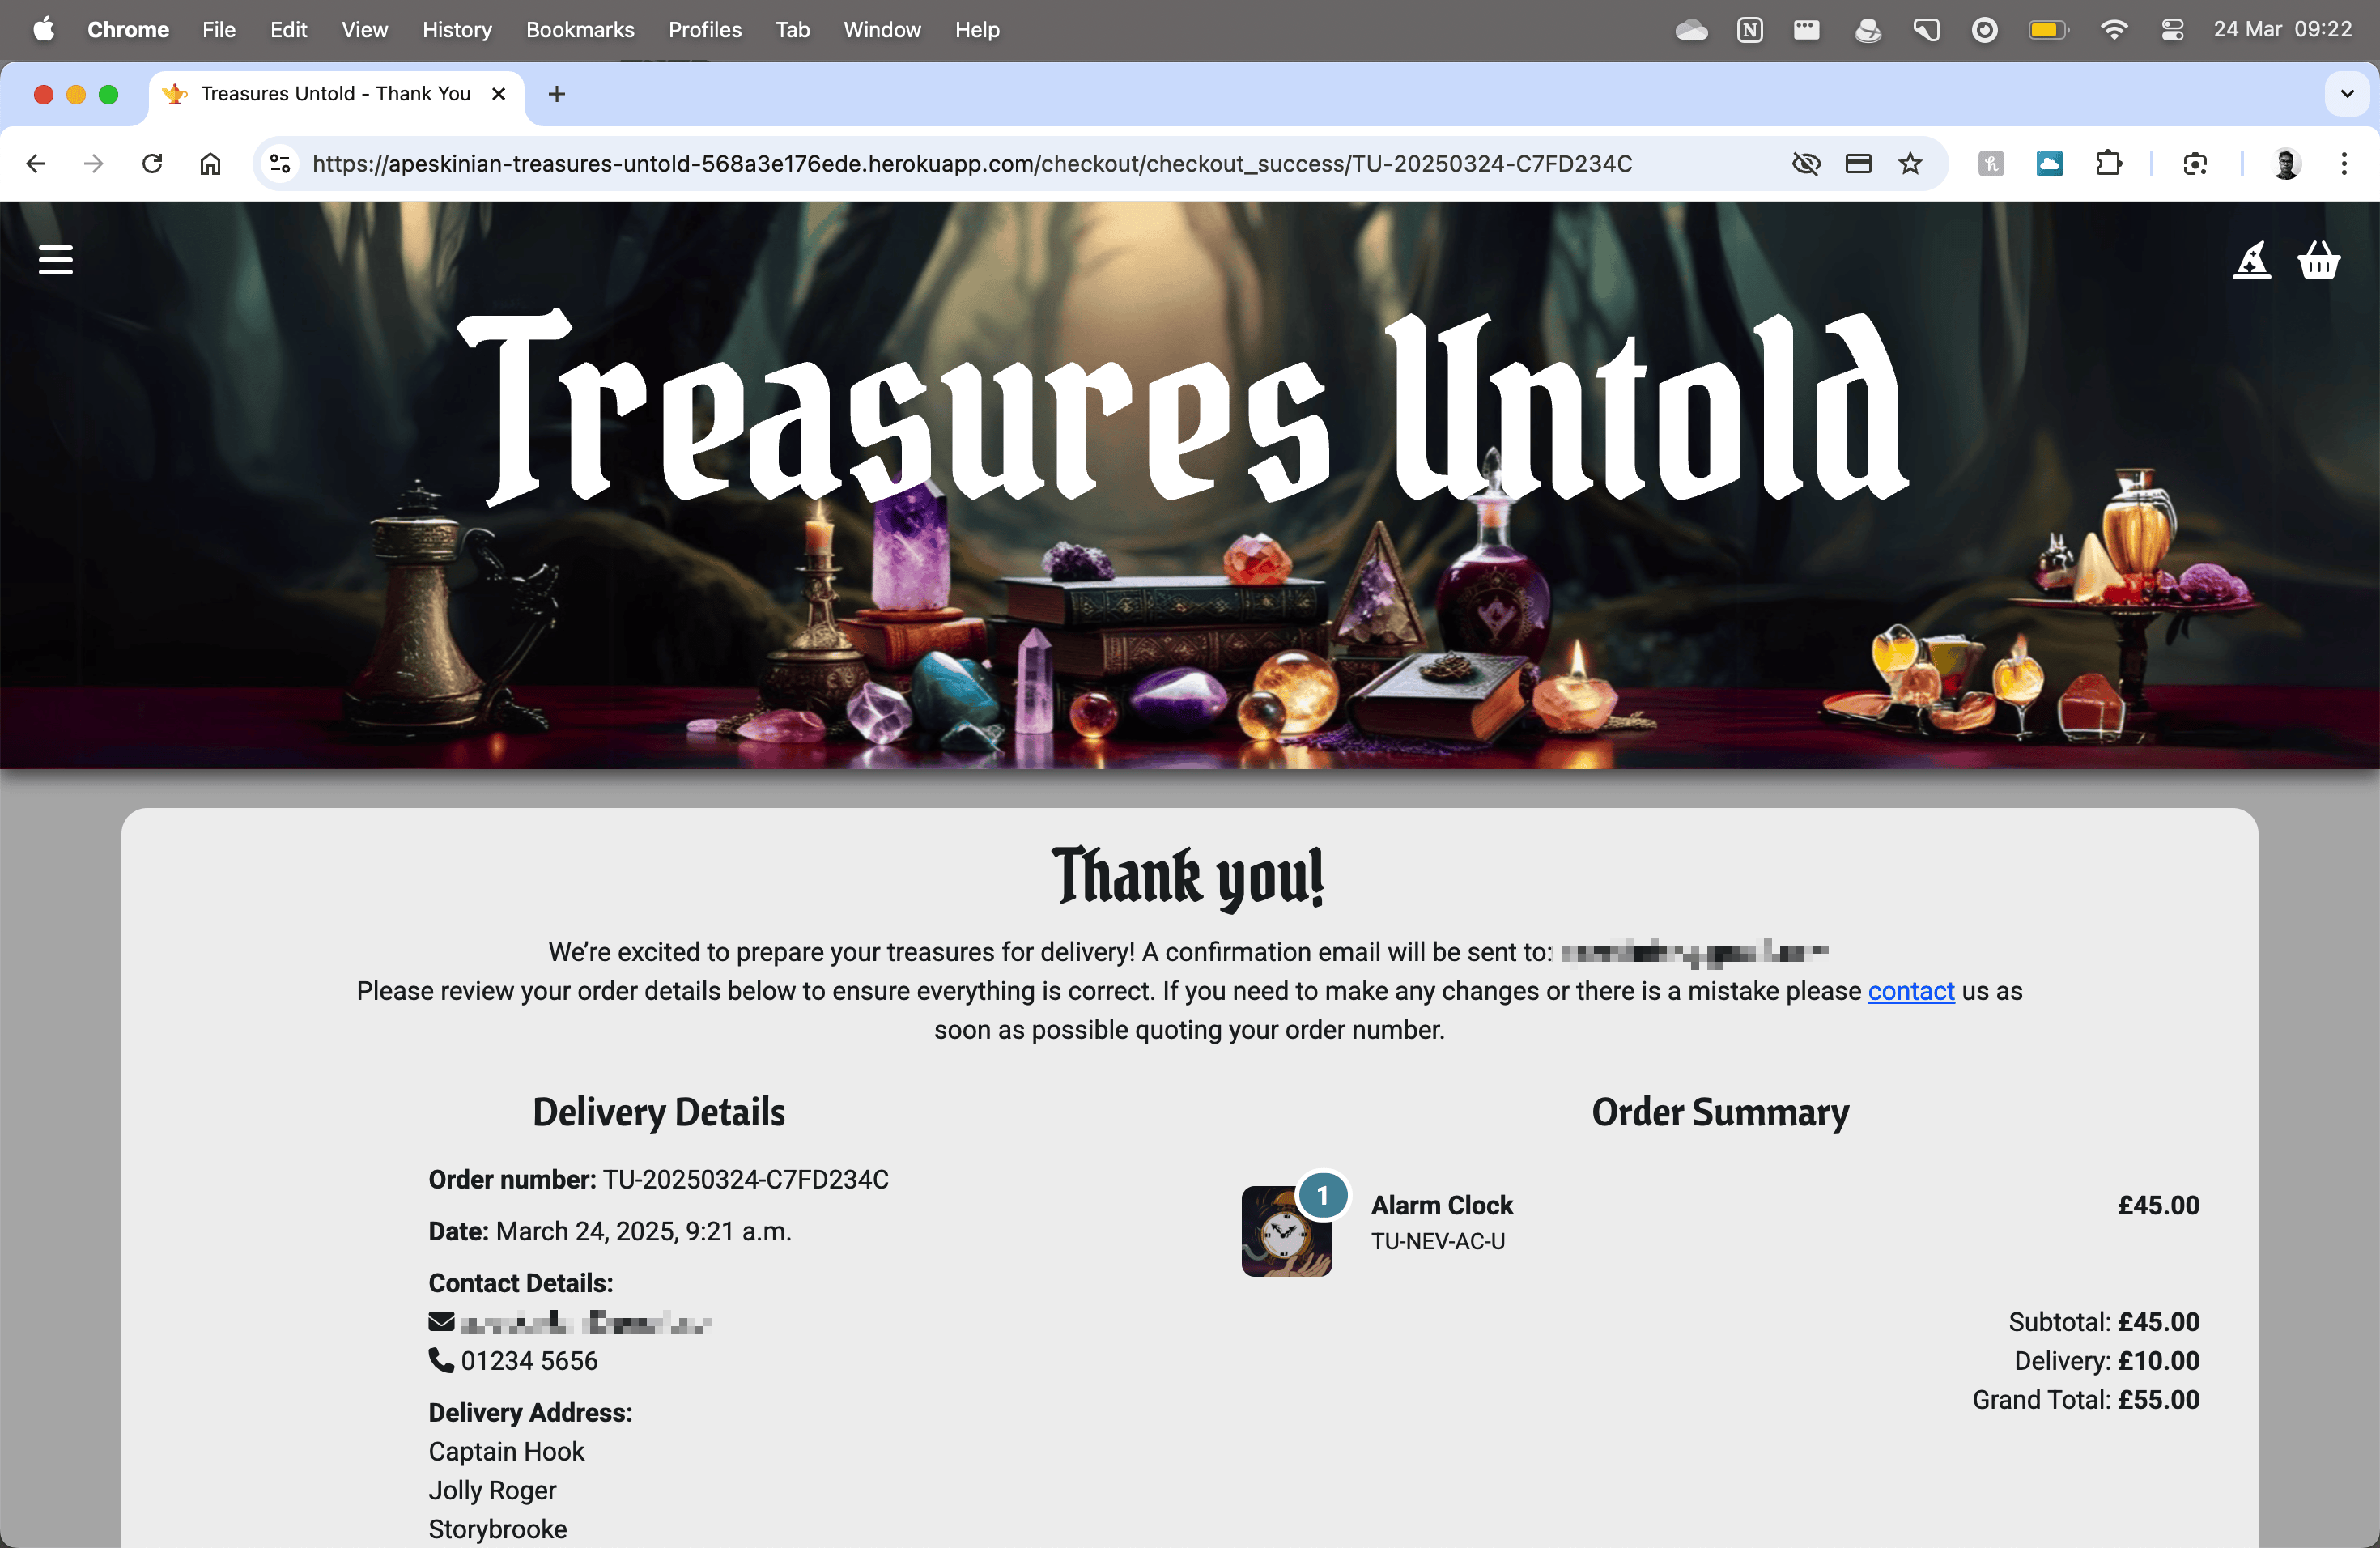 Chrome File Edit View History Bookmarks Profiles Tab Window Help 24 Mar 09:22
Treasures Untold - Thank You
https://apeskinian-treasures-untold-568a3e176ede.herokuapp.com/checkout/checkout_success/TU-20250324-C7FD234C
Treasures Untold
Thank you!
We’re excited to prepare your treasures for delivery! A confirmation email will be sent to:
Please review your order details below to ensure everything is correct. If you need to make any changes or there is a mistake please contact us as
soon as possible quoting your order number.
Delivery Details
Order number: TU-20250324-C7FD234C
Date: March 24, 2025, 9:21 a.m.
Contact Details:
01234 5656
Delivery Address:
Captain Hook
Jolly Roger
Storybrooke
Order Summary
1
Alarm Clock £45.00
TU-NEV-AC-U
Subtotal: £45.00
Delivery: £10.00
Grand Total: £55.00